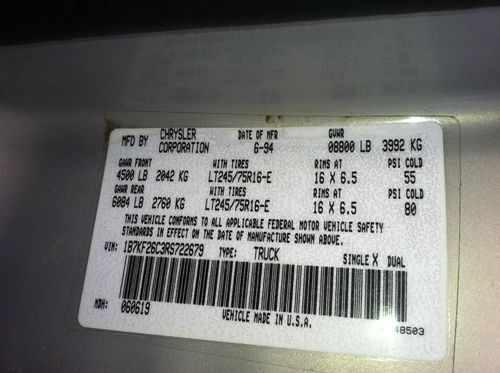 MFD BY CHRYSLER CORPORATION DATE OF MFR 6-94 GVWR 08800 LB 3992 KG
GAWR FRONT WITH TIRES RIMS AT PSI COLD
4500 LB 2042 KG LT245/75R16-E 16 X 6.5 55
GAWR REAR WITH TIRES RIMS AT PSI COLD
6084 LB 2760 KG LT245/75R16-E 16 X 6.5 80
THIS VEHICLE CONFORMS TO ALL APPLICABLE FEDERAL MOTOR VEHICLE SAFETY
STANDARDS IN EFFECT ON THE DATE OF MANUFACTURE SHOWN ABOVE.
VIN: 1B7KF26C3RS722679 TYPE: TRUCK SINGLE X DUAL
MDH: 060619 VEHICLE MADE IN U.S.A. 48503